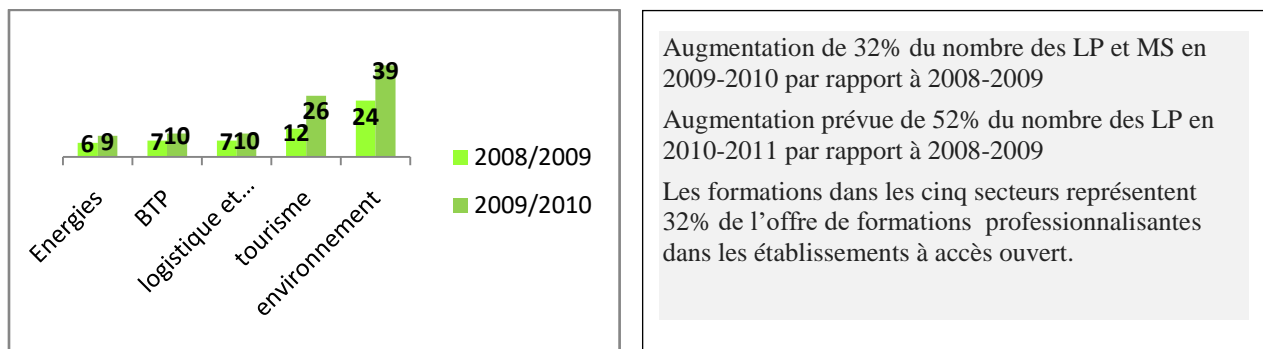 6 9
7 10
7 10
12 26
24 39
Energies
BTP
logistique et...
tourisme
environnement
2008/2009
2009/2010
Augmentation de 32% du nombre des LP et MS en
2009-2010 par rapport à 2008-2009
Augmentation prévue de 52% du nombre des LP en
2010-2011 par rapport à 2008-2009
Les formations dans les cinq secteurs représentent
32% de l’offre de formations professionnalisantes
dans les établissements à accès ouvert.